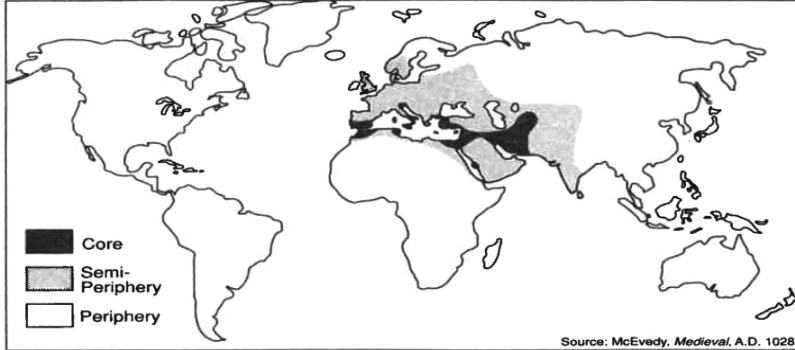 Core
Semi-
Periphery
Periphery
Source: McEvedy, Medieval, A.D. 1028